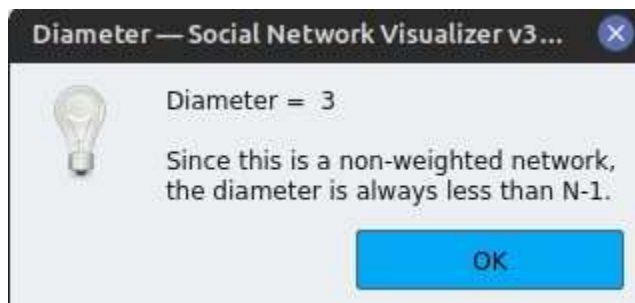 Diameter — Social Network Visualizer v3...
Diameter = 3
Since this is a non-weighted network,
the diameter is always less than N-1.
OK